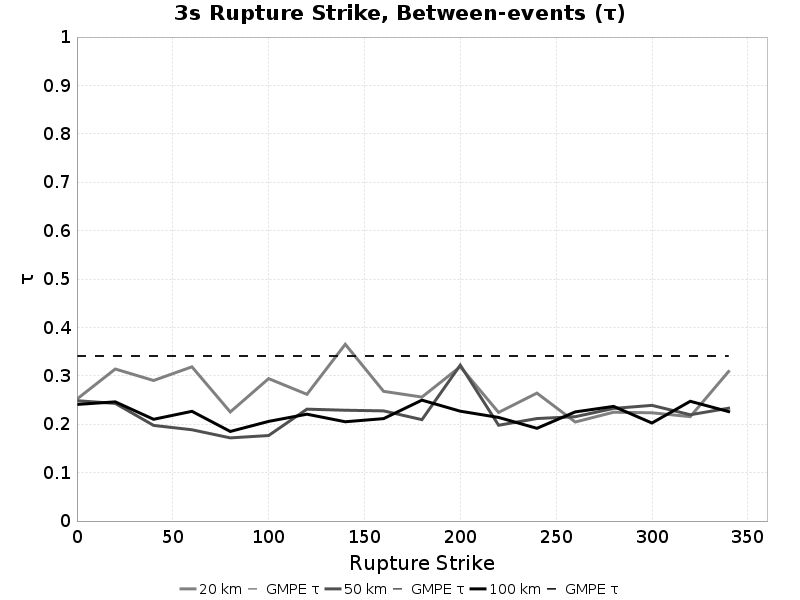 3s Rupture Strike, Between-events (τ)
1
0.9
0.8
0.7
0.6
0.5
0.4
0.3
0.2
0.1
0
τ
0 50 100 150 200 250 300 350
Rupture Strike
20 km GMPE τ 50 km GMPE τ 100 km GMPE τ